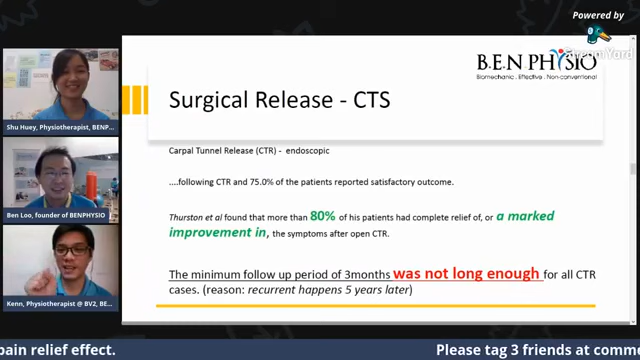 Powered by
StreamYard
B.E.N PHYSIO
Biomechanic . Effective . Non-conventional
Surgical Release - CTS
Carpal Tunnel Release (CTR) - endoscopic
....following CTR and 75.0% of the patients reported satisfactory outcome.
Thurston et al found that more than 80% of his patients had complete relief of, or a marked
improvement in, the symptoms after open CTR.
The minimum follow up period of 3months was not long enough for all CTR
cases. (reason: recurrent happens 5 years later)
Shu Huey, Physiotherapist, BENP...
Ben Loo, founder of BENPHYSIO
Kenn, Physiotherapist @ BV2, BE...
pain relief effect.
Please tag 3 friends at comme